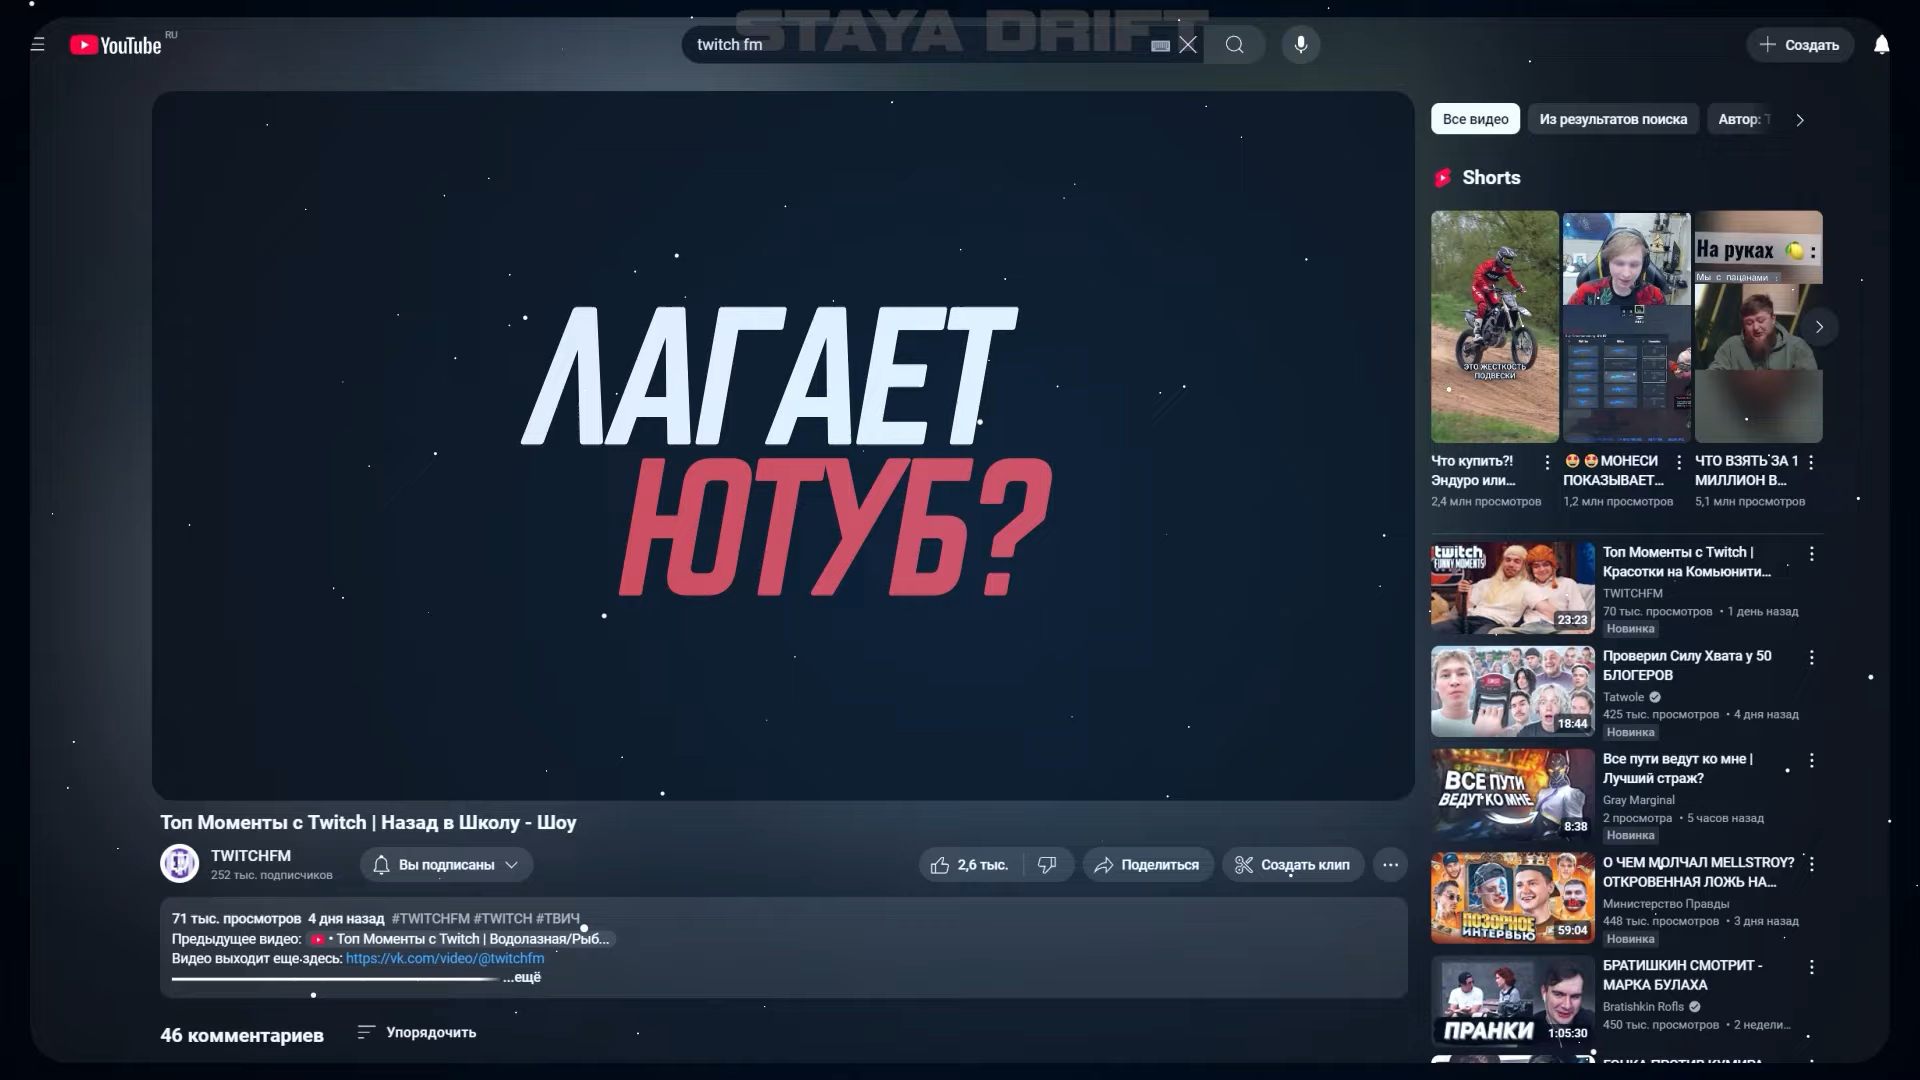 STAYA DRIFT
YouTube RU
twitch fm
Создать
ЛАГАЕТ
ЮТУБ?
Топ Моменты с Twitch | Назад в Школу - Шоу
TWITCHFM
252 тыс. подписчиков
Вы подписаны
2,6 тыс.
Поделиться
Создать клип
71 тыс. просмотров 4 дня назад #TWITCHFM #TWITCH #ТВИЧ
Предыдущее видео: • Топ Моменты с Twitch | Водолазная/Рыб...
Видео выходит еще здесь: https://vk.com/video/@twitchfm
...ещё
46 комментариев
Упорядочить
Все видео
Из результатов поиска
Автор:
Shorts
ЭТО ЖЕСТКОСТЬ
ПОДВЕСКИ
На руках 🍋 :
Мы с пацанами :
Что купить?!
Эндуро или...
2,4 млн просмотров
🤩🤩МОНЕСИ
ПОКАЗЫВАЕТ...
1,2 млн просмотров
ЧТО ВЗЯТЬ ЗА 1
МИЛЛИОН В...
5,1 млн просмотров
twitch
FUNNY MOMENTS
23:23
Топ Моменты с Twitch |
Красотки на Комьюнити...
TWITCHFM
70 тыс. просмотров • 1 день назад
Новинка
18:44
Проверил Силу Хвата у 50
БЛОГЕРОВ
Tatwole
425 тыс. просмотров • 4 дня назад
Новинка
ВСЕ ПУТИ
ВЕДУТ КО МНЕ
8:38
Все пути ведут ко мне |
Лучший страж?
Gray Marginal
2 просмотра • 5 часов назад
Новинка
ПОЗОРНОЕ
ИНТЕРВЬЮ
59:04
О ЧЕМ МОЛЧАЛ MELLSTROY?
ОТКРОВЕННАЯ ЛОЖЬ НА...
Министерство Правды
448 тыс. просмотров • 3 дня назад
Новинка
ПРАНКИ
1:05:30
БРАТИШКИН СМОТРИТ -
МАРКА БУЛАХА
Bratishkin Rofls
450 тыс. просмотров • 2 недели...